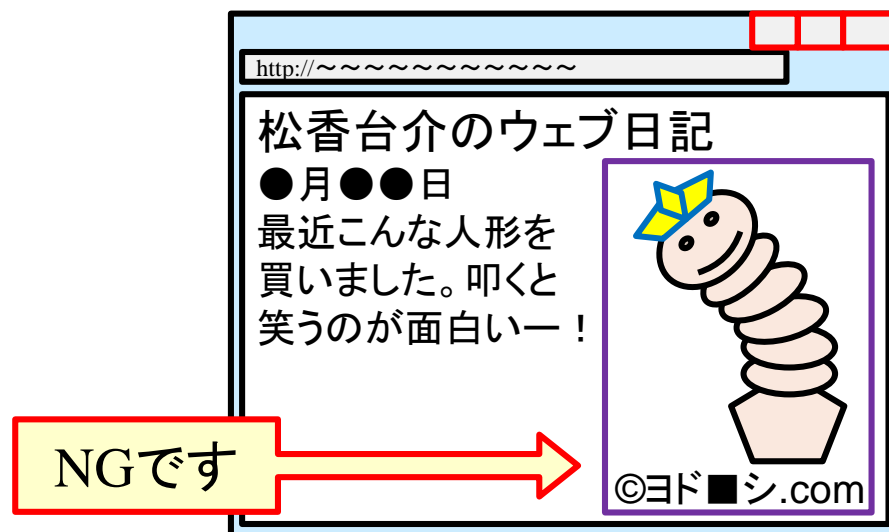 http://～～～～～～～～～～～
松香台介のウェブ日記
●月●●日
最近こんな人形を
買いました。叩くと
笑うのが面白いー！
NGです
©ヨド■シ.com